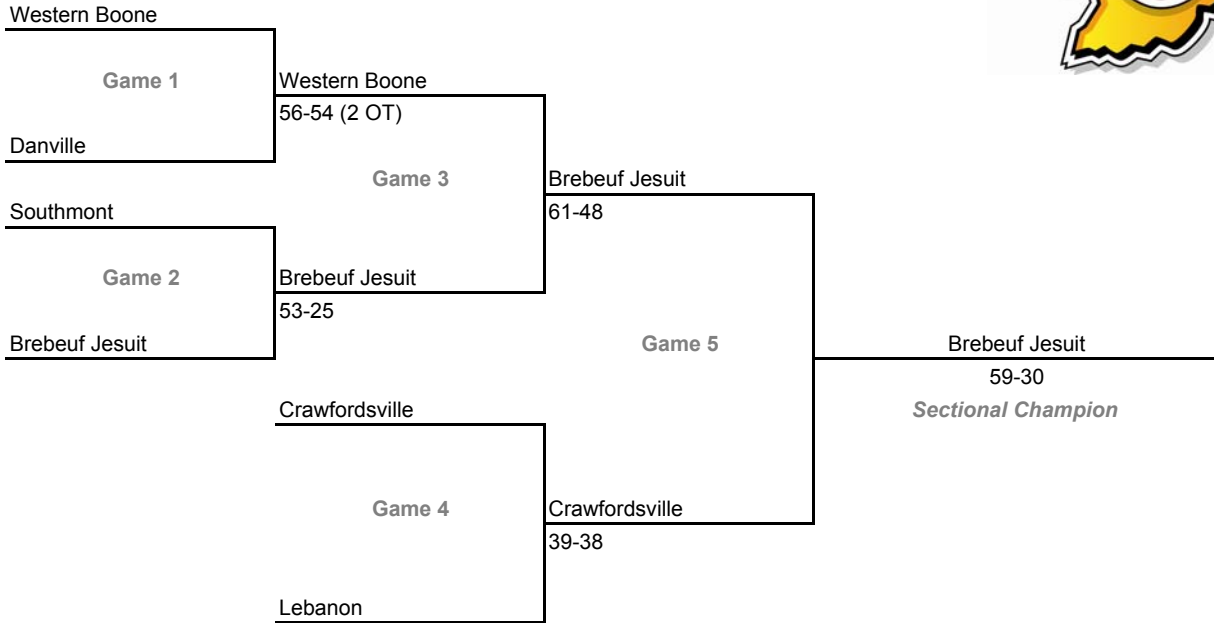 Western Boone
Game 1
Western Boone
56-54 (2 OT)
Danville
Game 3
Brebeuf Jesuit
Southmont
61-48
Game 2
Brebeuf Jesuit
53-25
Brebeuf Jesuit
Game 5
Brebeuf Jesuit
59-30
Crawfordsville
Sectional Champion
Game 4
Crawfordsville
39-38
Lebanon